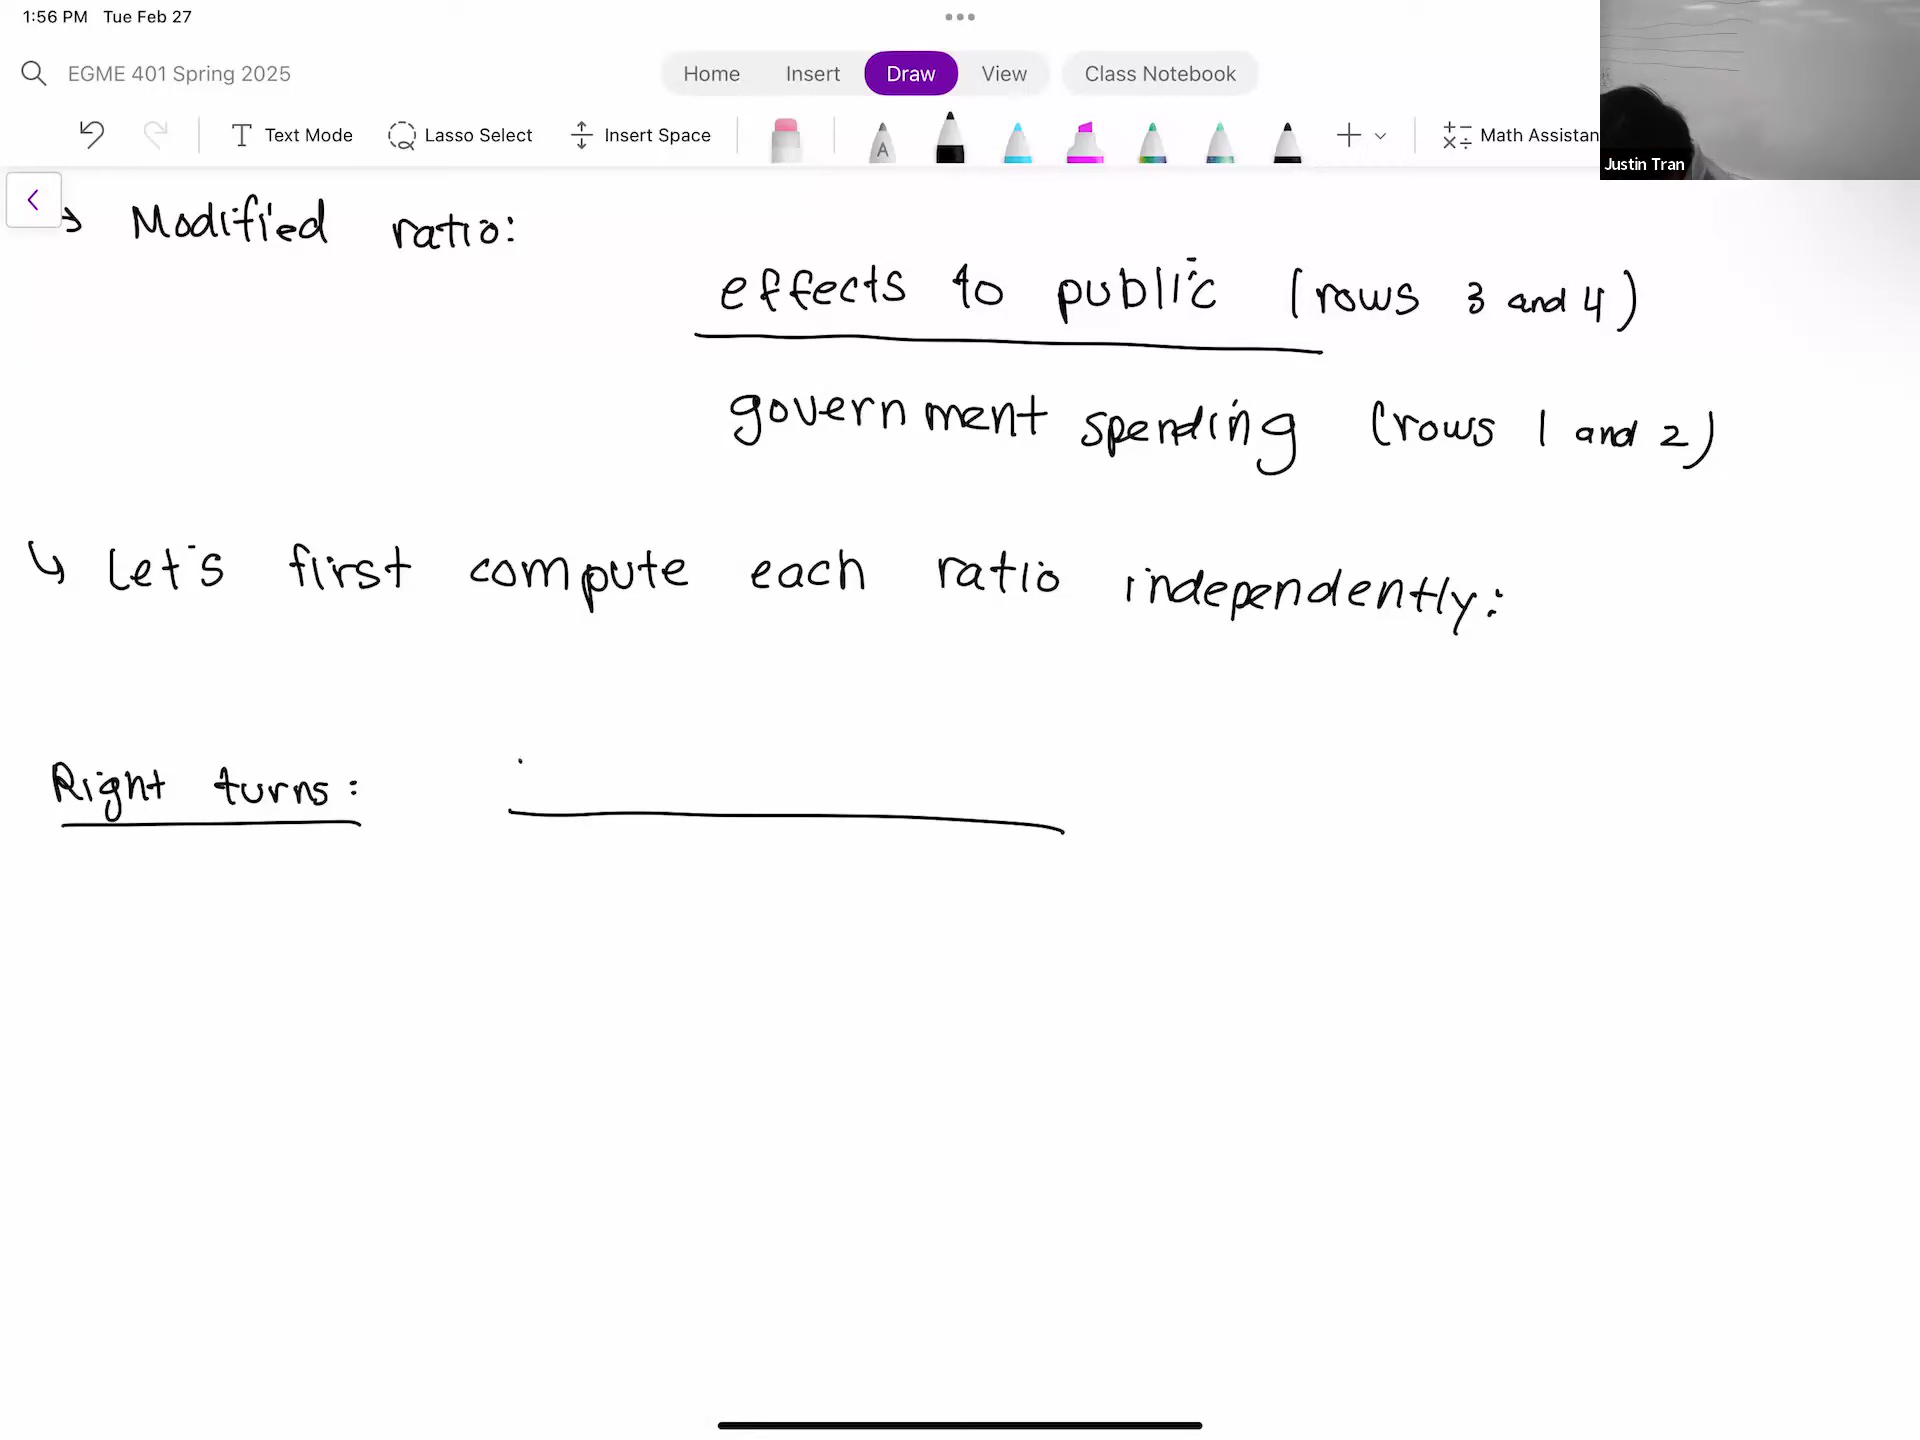 1:56 PM Tue Feb 27
EGME 401 Spring 2025
Home Insert Draw View Class Notebook
Text Mode Lasso Select Insert Space A Math Assistan
Justin Tran
Modified ratio:
effects to public (rows 3 and 4)
government spending (rows 1 and 2)
↳ Let's first compute each ratio independently:
Right turns: